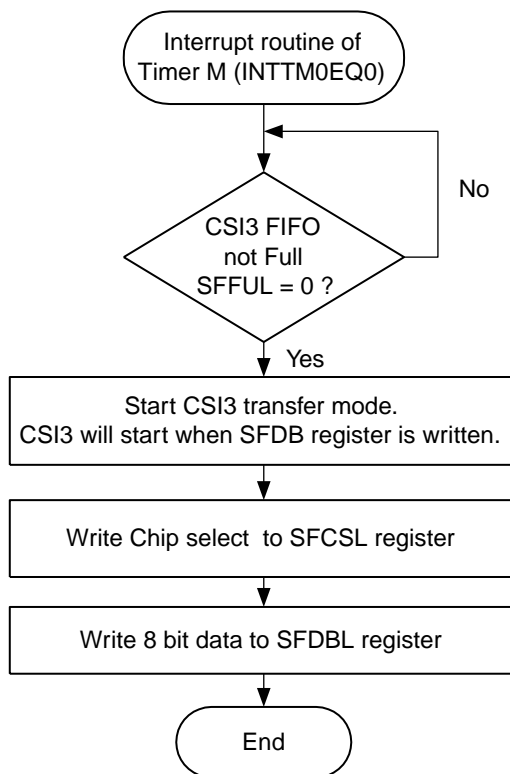 Interrupt routine of
Timer M (INTTM0EQ0)
No
CSI3 FIFO
not Full
SFFUL = 0 ?
Yes
Start CSI3 transfer mode.
CSI3 will start when SFDB register is written.
Write Chip select to SFCSL register
Write 8 bit data to SFDBL register
End